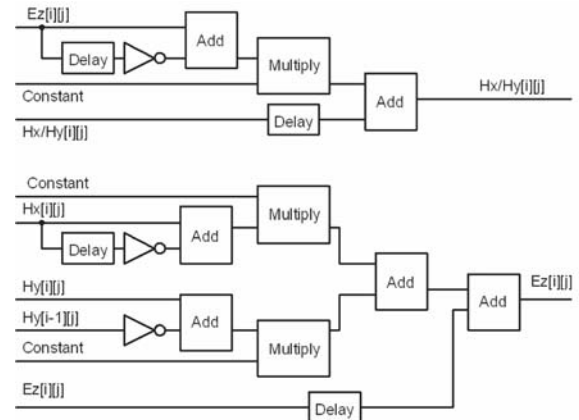 Ez[i][j]
Add
Delay
Multiply
Constant
Add
Hx/Hy[i][j]
Hx/Hy[i][j]
Delay
Constant
Hx[i][j]
Multiply
Add
Delay
Add
Ez[i][j]
Add
Hy[i][j]
Hy[i-1][j]
Add
Constant
Multiply
Ez[i][j]
Delay